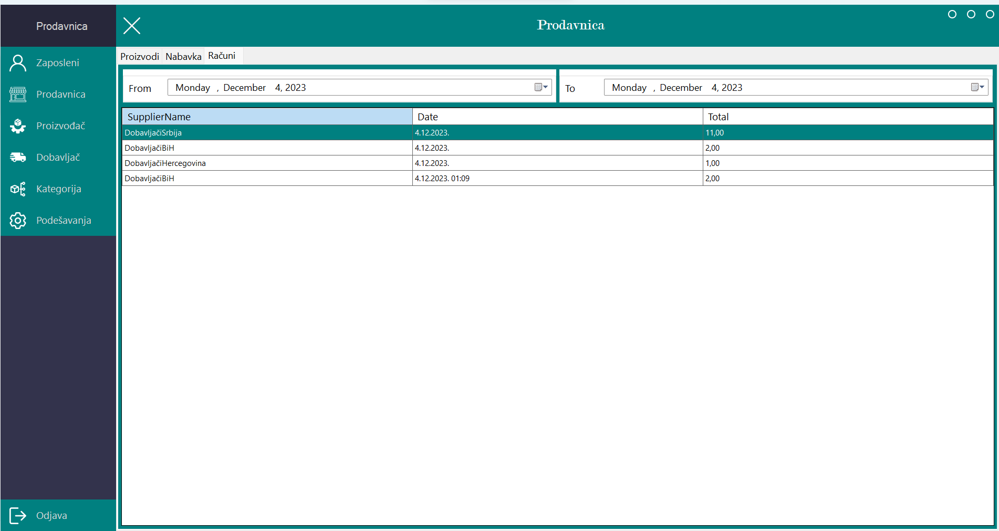 Prodavnica
Prodavnica
Zaposleni
Prodavnica
Proizvođač
Dobavljač
Kategorija
Podešavanja
Odjava
Proizvodi Nabavka Računi
From Monday , December 4, 2023 To Monday , December 4, 2023
SupplierName Date Total
DobavljačiSrbija 4.12.2023. 11,00
DobavljačiBiH 4.12.2023. 2,00
DobavljačiHercegovina 4.12.2023. 1,00
DobavljačiBiH 4.12.2023. 01:09 2,00